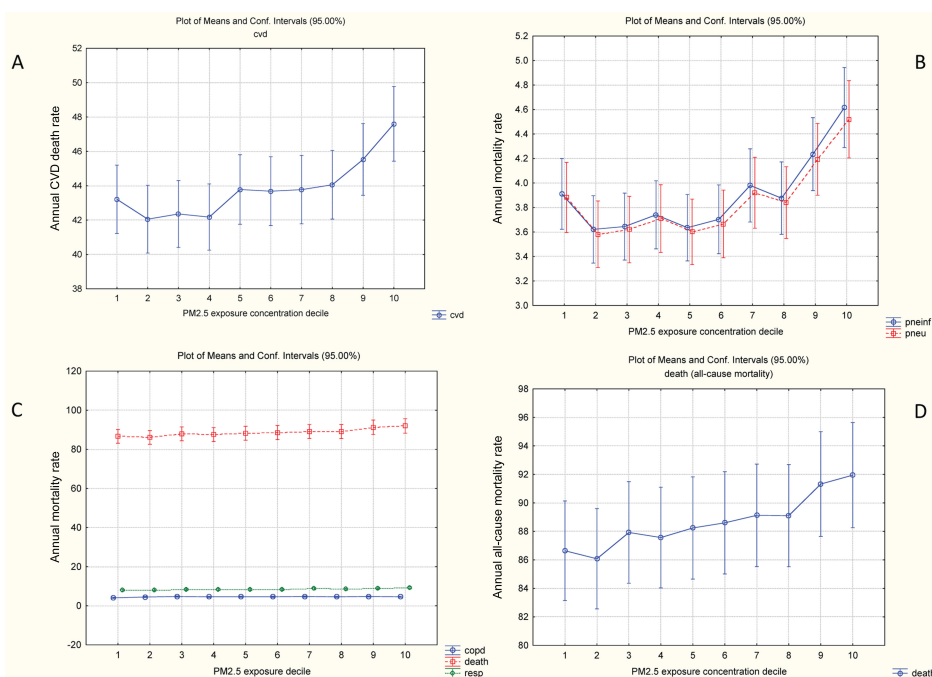 A
Plot of Means and Conf. Intervals (95.00%)
cvd
Annual CVD death rate
52
50
48
46
44
42
40
38
1 2 3 4 5 6 7 8 9 10
PM2.5 exposure concentration decile
cvd
B
Plot of Means and Conf. Intervals (95.00%)
Annual mortality rate
5.2
5.0
4.8
4.6
4.4
4.2
4.0
3.8
3.6
3.4
3.2
3.0
1 2 3 4 5 6 7 8 9 10
PM2.5 exposure concentration decile
pneinf
pneu
C
Plot of Means and Conf. Intervals (95.00%)
Annual mortality rate
120
100
80
60
40
20
0
-20
1 2 3 4 5 6 7 8 9 10
PM2.5 exposure decile
copd
death
resp
D
Plot of Means and Conf. Intervals (95.00%)
death (all-cause mortality)
Annual all-cause mortality rate
98
96
94
92
90
88
86
84
82
80
1 2 3 4 5 6 7 8 9 10
PM2.5 exposure concentration decile
death